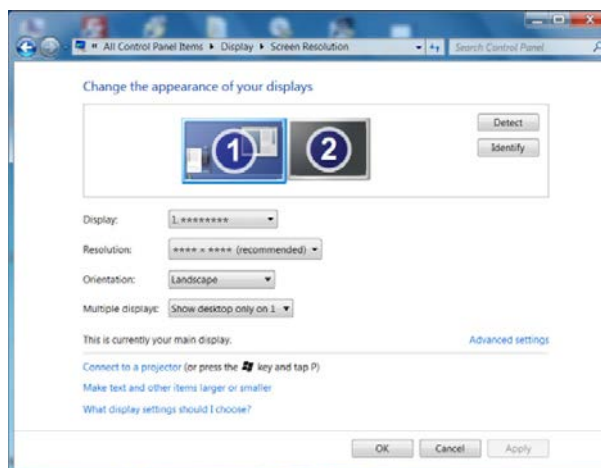 « All Control Panel Items ▸ Display ▸ Screen Resolution
Search Control Panel
Change the appearance of your displays
1
2
Detect
Identify
Display: 1. ********
Resolution: **** × **** (recommended)
Orientation: Landscape
Multiple displays: Show desktop only on 1
This is currently your main display.
Advanced settings
Connect to a projector (or press the key and tap P)
Make text and other items larger or smaller
What display settings should I choose?
OK
Cancel
Apply